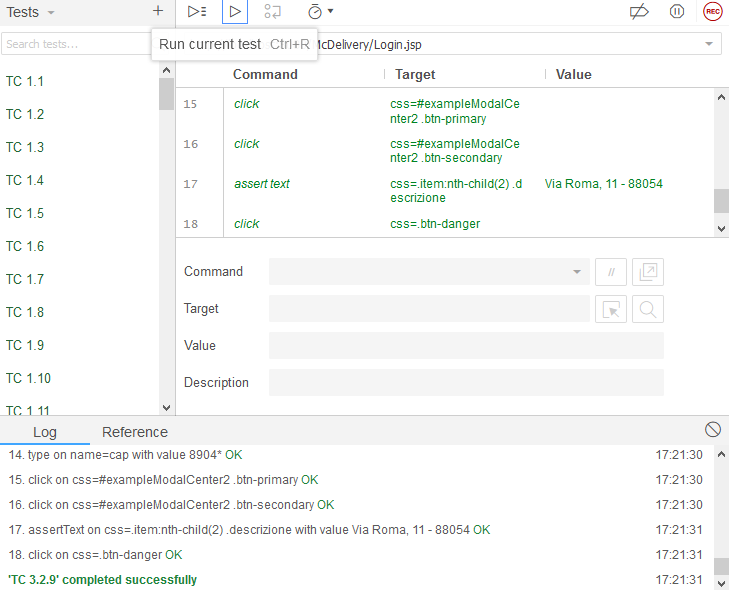 Tests
REC
Search tests...
Run current test Ctrl+R
McDelivery/Login.jsp
Command Target Value
TC 1.1
TC 1.2
TC 1.3
TC 1.4
TC 1.5
TC 1.6
TC 1.7
TC 1.8
TC 1.9
TC 1.10
TC 1.11
15 click css=#exampleModalCe
nter2 .btn-primary
16 click css=#exampleModalCe
nter2 .btn-secondary
17 assert text css=.item:nth-child(2) .d
escrizione Via Roma, 11 - 88054
18 click css=.btn-danger
Command //
Target
Value
Description
Log Reference
14. type on name=cap with value 8904* OK 17:21:30
15. click on css=#exampleModalCenter2 .btn-primary OK 17:21:30
16. click on css=#exampleModalCenter2 .btn-secondary OK 17:21:30
17. assertText on css=.item:nth-child(2) .descrizione with value Via Roma, 11 - 88054 OK 17:21:31
18. click on css=.btn-danger OK 17:21:31
'TC 3.2.9' completed successfully 17:21:31